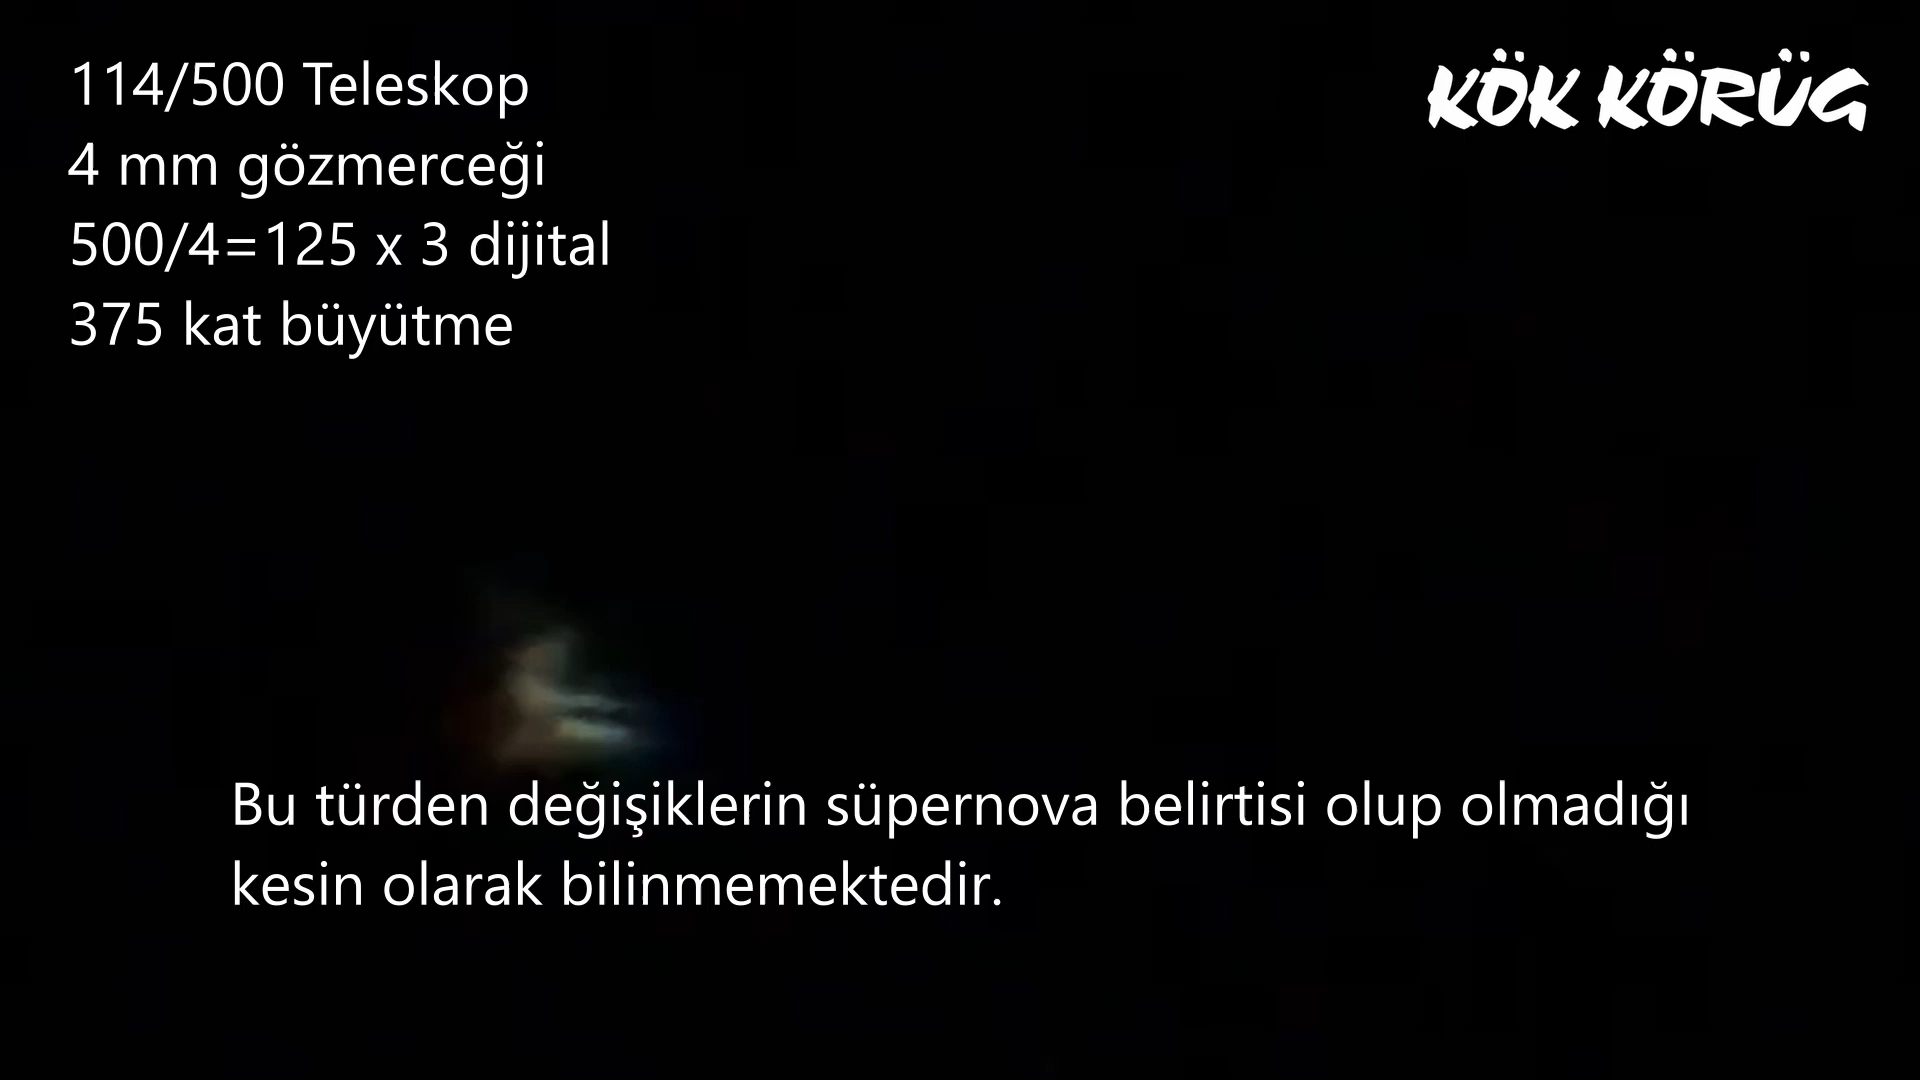 114/500 Teleskop
4 mm gözmerceği
500/4=125 x 3 dijital
375 kat büyütme
KÖK KÖRÜG
Bu türden değişiklerin süpernova belirtisi olup olmadığı
kesin olarak bilinmemektedir.